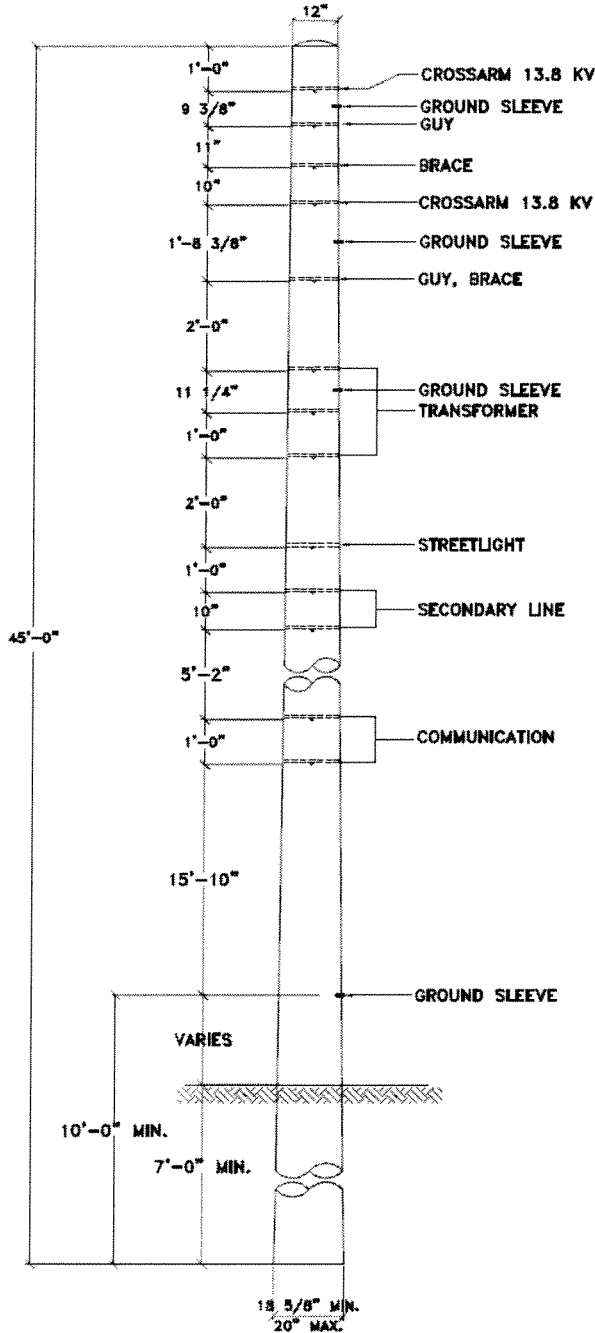 12"
1'-0"
CROSSARM 13.8 KV
9 3/8"
GROUND SLEEVE
GUY
11"
BRACE
10"
CROSSARM 13.8 KV
1'-8 3/8"
GROUND SLEEVE
GUY, BRACE
2'-0"
11 1/4"
GROUND SLEEVE
TRANSFORMER
1'-0"
2'-0"
STREETLIGHT
1'-0"
10"
SECONDARY LINE
45'-0"
5'-2"
1'-0"
COMMUNICATION
15'-10"
GROUND SLEEVE
VARIES
10'-0" MIN.
7'-0" MIN.
18 5/8" MIN.
20" MAX.